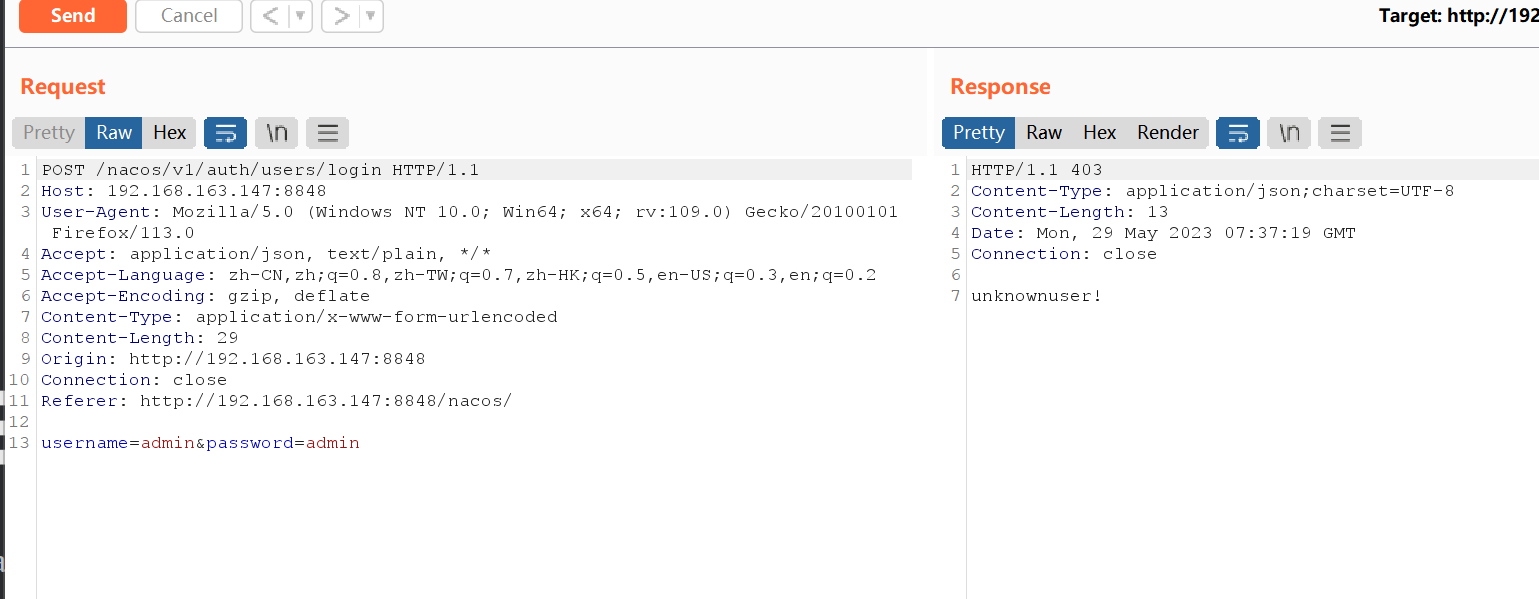 Send Cancel < ▼ > ▼
Target: http://192
Request
Response
Pretty Raw Hex \n
Pretty Raw Hex Render \n
1 POST /nacos/v1/auth/users/login HTTP/1.1
2 Host: 192.168.163.147:8848
3 User-Agent: Mozilla/5.0 (Windows NT 10.0; Win64; x64; rv:109.0) Gecko/20100101
Firefox/113.0
4 Accept: application/json, text/plain, */*
5 Accept-Language: zh-CN,zh;q=0.8,zh-TW;q=0.7,zh-HK;q=0.5,en-US;q=0.3,en;q=0.2
6 Accept-Encoding: gzip, deflate
7 Content-Type: application/x-www-form-urlencoded
8 Content-Length: 29
9 Origin: http://192.168.163.147:8848
10 Connection: close
11 Referer: http://192.168.163.147:8848/nacos/
12
13 username=admin&password=admin
1 HTTP/1.1 403
2 Content-Type: application/json;charset=UTF-8
3 Content-Length: 13
4 Date: Mon, 29 May 2023 07:37:19 GMT
5 Connection: close
6
7 unknownuser!